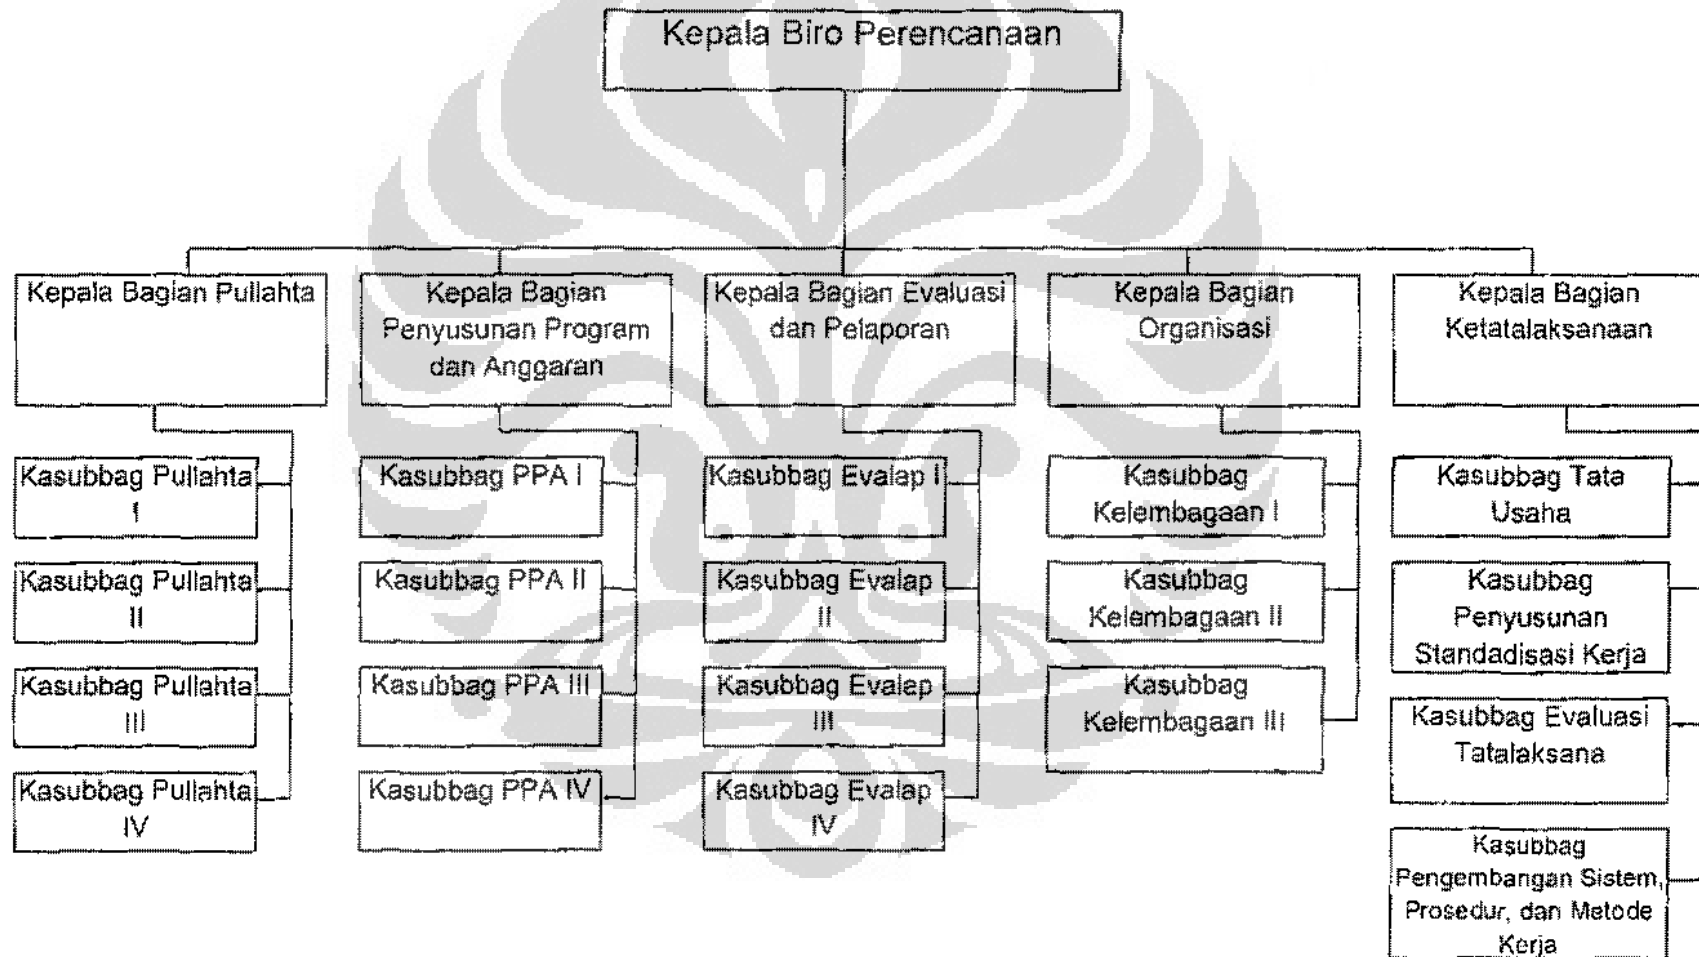 Kepala Biro Perencanaan
Kepala Bagian Pullahta
Kepala Bagian
Penyusunan Program
dan Anggaran
Kepala Bagian Evaluasi
dan Pelaporan
Kepala Bagian
Organisasi
Kepala Bagian
Ketatalaksanaan
Kasubbag Pullahta
I
Kasubbag Pullahta
II
Kasubbag Pullahta
III
Kasubbag Pullahta
IV
Kasubbag PPA I
Kasubbag PPA II
Kasubbag PPA III
Kasubbag PPA IV
Kasubbag Evalap I
Kasubbag Evalap
II
Kasubbag Evalap
III
Kasubbag Evalap
IV
Kasubbag
Kelembagaan I
Kasubbag
Kelembagaan II
Kasubbag
Kelembagaan III
Kasubbag Tata
Usaha
Kasubbag
Penyusunan
Standadisasi Kerja
Kasubbag Evaluasi
Tatalaksana
Kasubbag
Pengembangan Sistem,
Prosedur, dan Metode
Kerja